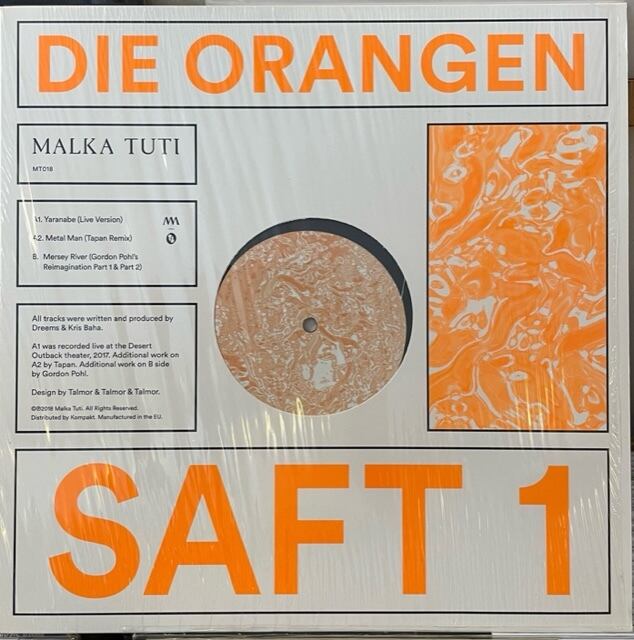 DIE ORANGEN
MALKA TUTI
MT018
A1. Yaranabe (Live Version)
A2. Metal Man (Tapan Remix)
B. Mersey River (Gordon Pohl's
Reimagination Part 1 & Part 2)
All tracks were written and produced by
Dreems & Kris Baha.
A1 was recorded live at the Desert
Outback theater, 2017. Additional work on
A2 by Tapan. Additional work on B side
by Gordon Pohl.
Design by Talmor & Talmor & Talmor.
©℗2018 Malka Tuti. All Rights Reserved.
Distributed by Kompakt. Manufactured in the EU.
SAFT 1